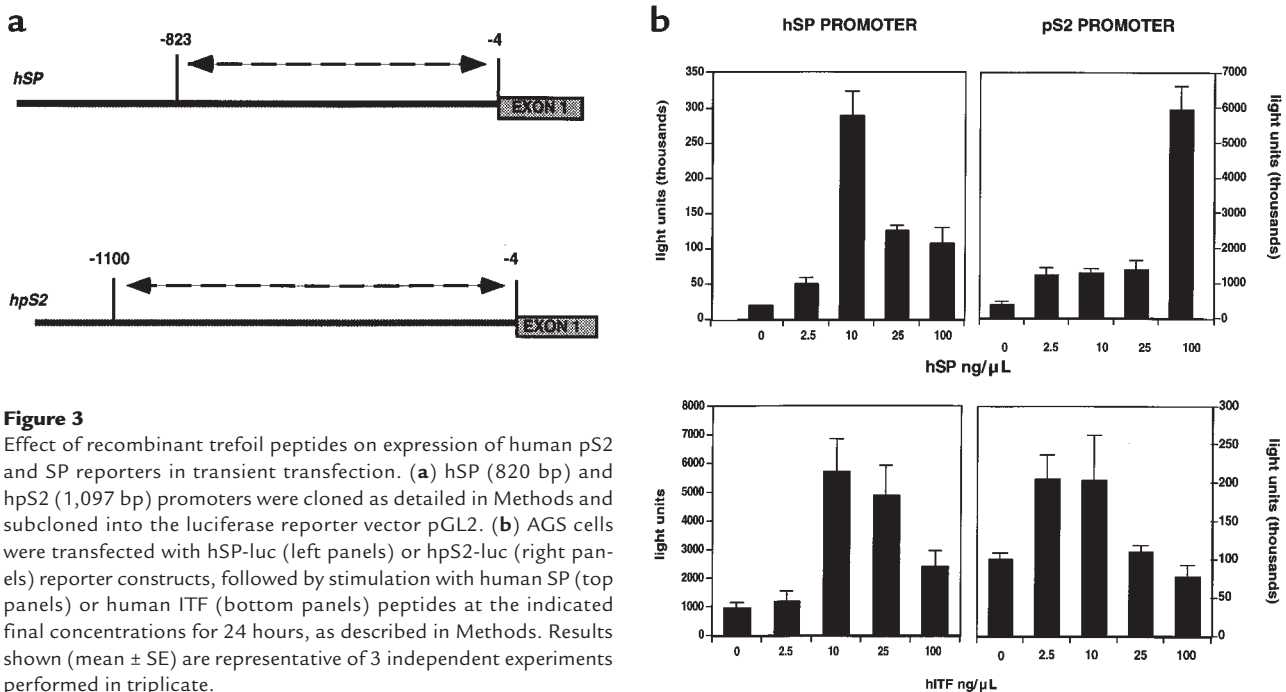 a
-823
-4
hSP
EXON 1
-1100
-4
hpS2
EXON 1
Figure 3
Effect of recombinant trefoil peptides on expression of human pS2
and SP reporters in transient transfection. (a) hSP (820 bp) and
hpS2 (1,097 bp) promoters were cloned as detailed in Methods and
subcloned into the luciferase reporter vector pGL2. (b) AGS cells
were transfected with hSP-luc (left panels) or hpS2-luc (right pan-
els) reporter constructs, followed by stimulation with human SP (top
panels) or human ITF (bottom panels) peptides at the indicated
final concentrations for 24 hours, as described in Methods. Results
shown (mean ± SE) are representative of 3 independent experiments
performed in triplicate.
b
hSP PROMOTER
pS2 PROMOTER
light units (thousands)
350
300
250
200
150
100
50
0
0 2.5 10 25 100
7000
6000
5000
4000
3000
2000
1000
0
light units (thousands)
0 2.5 10 25 100
hSP ng/µL
light units
8000
7000
6000
5000
4000
3000
2000
1000
0
0 2.5 10 25 100
300
250
200
150
100
50
0
light units (thousands)
0 2.5 10 25 100
hITF ng/µL